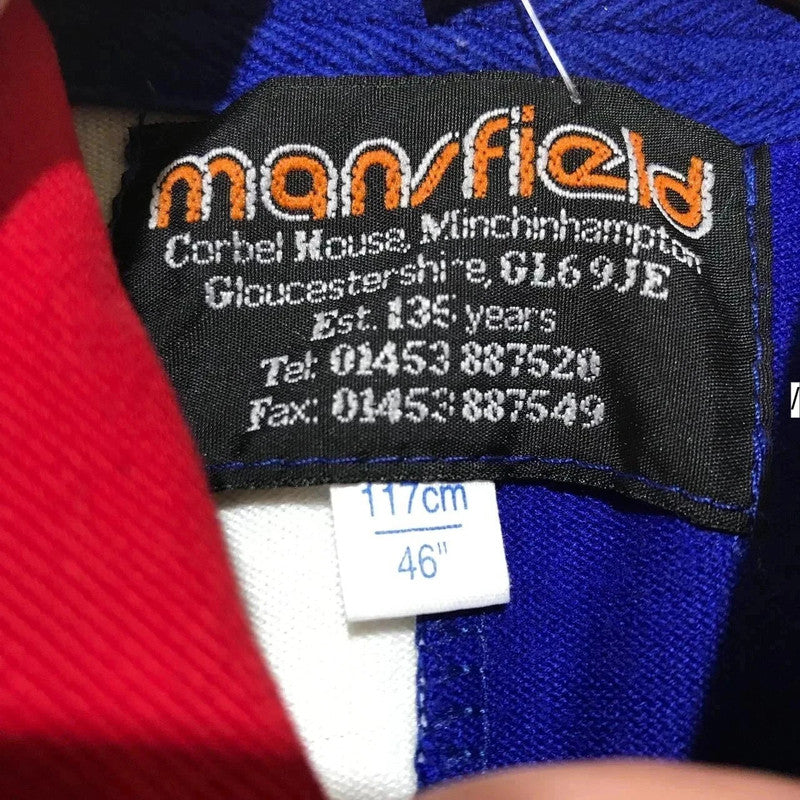 mansfield
Corbel House, Minchinhampton
Gloucestershire, GL6 9JE
Est. 135 years
Tel: 01453 887520
Fax: 01453 887549
117cm
46"